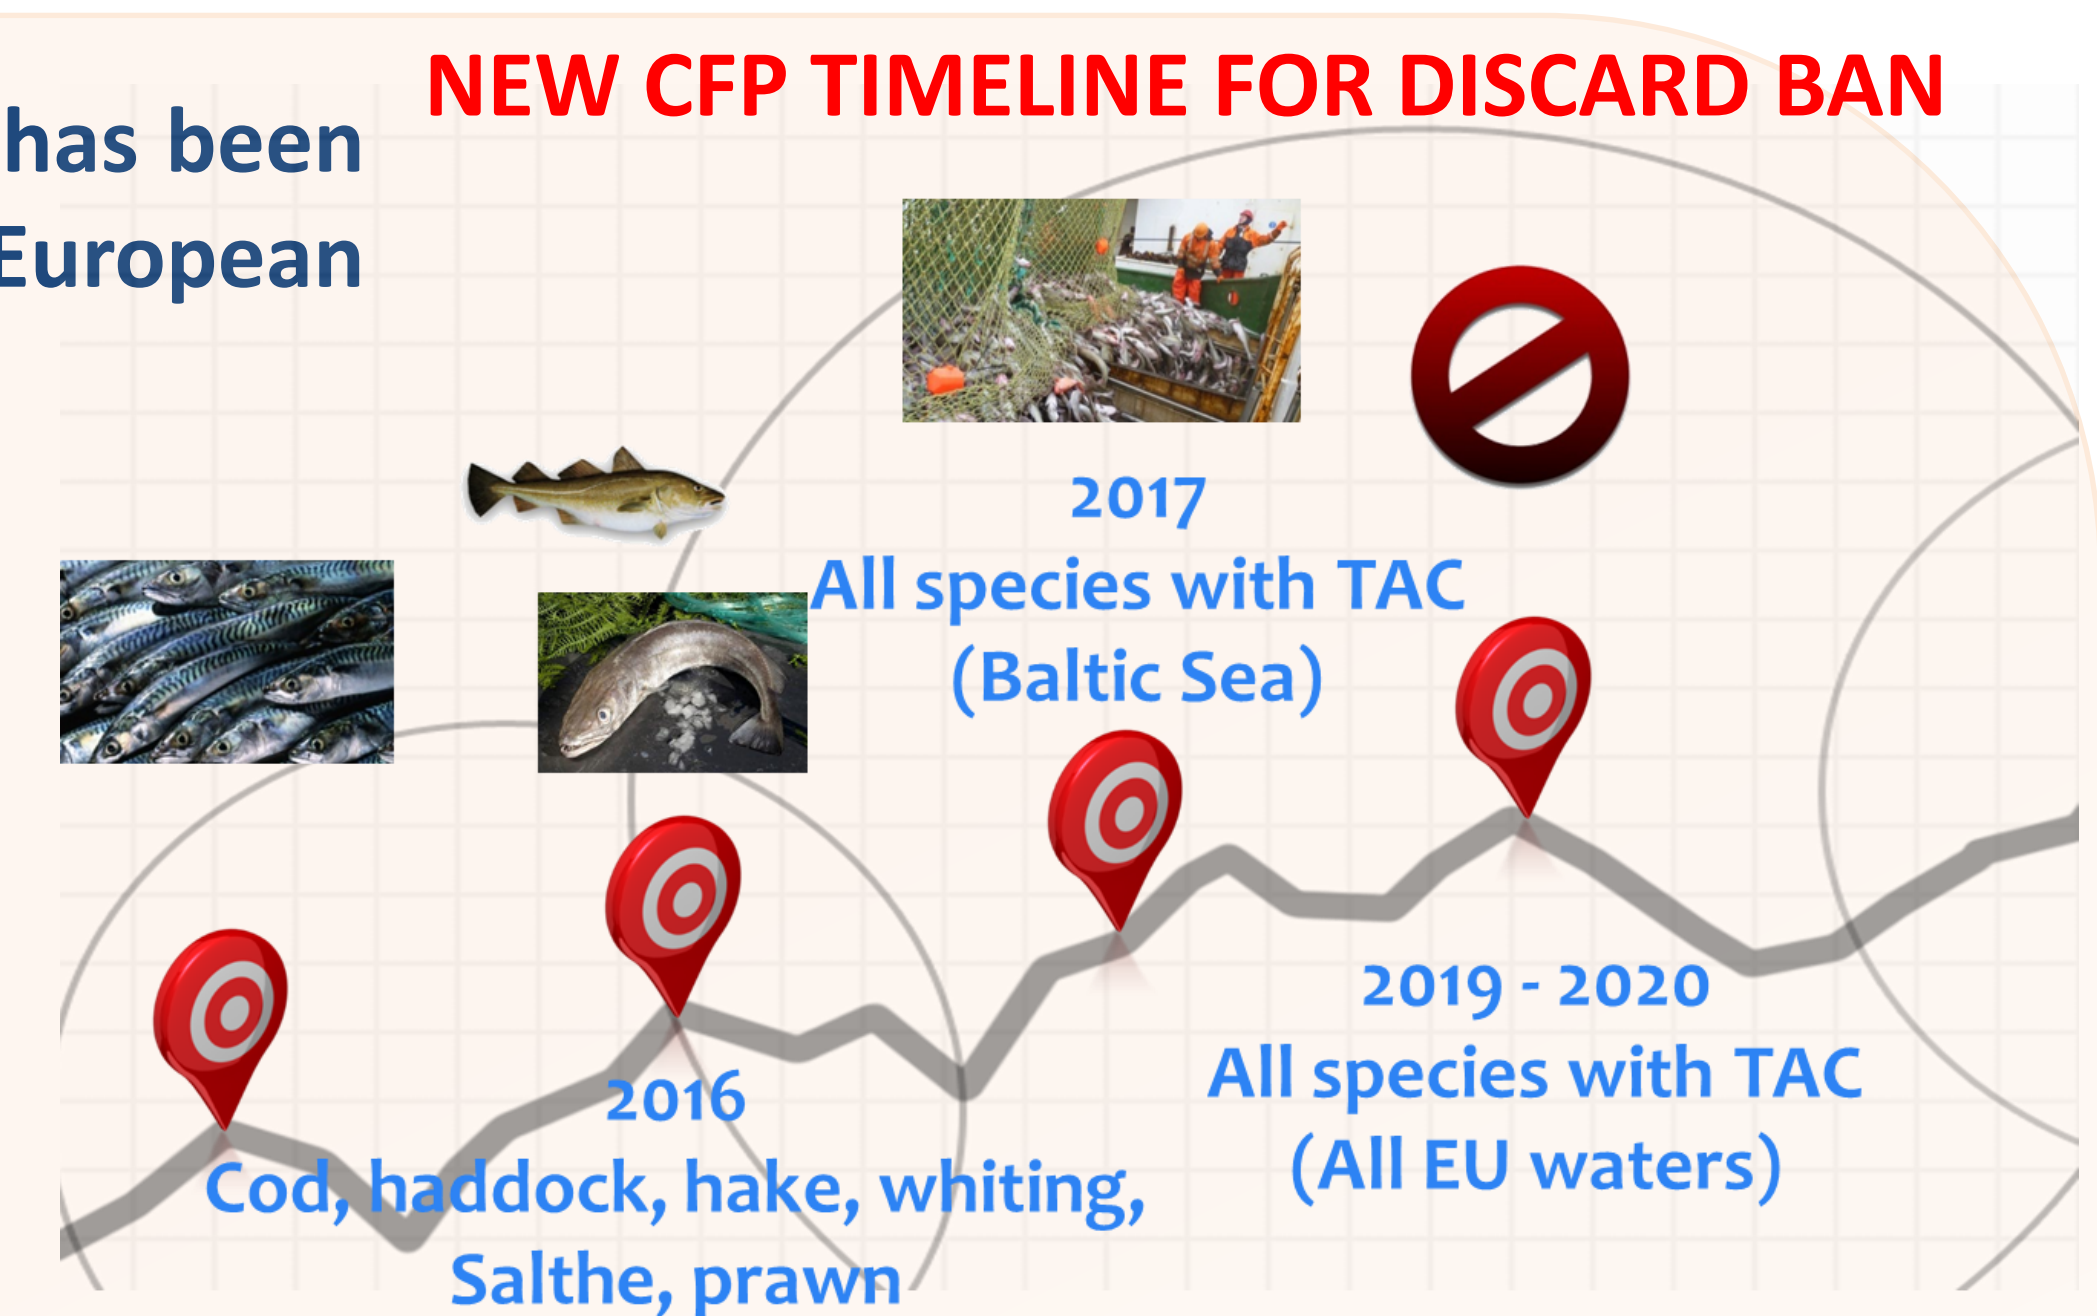 NEW CFP TIMELINE FOR DISCARD BAN
has been
European
2017
All species with TAC
(Baltic Sea)
2016
Cod, haddock, hake, whiting,
Salthe, prawn
2019 - 2020
All species with TAC
(All EU waters)